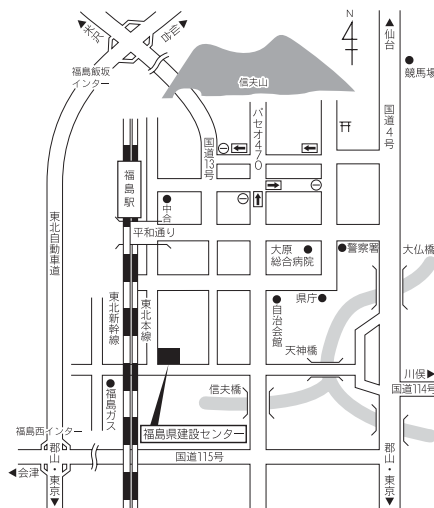 N
▲米沢
仙台▶
▲仙台
信夫山
競馬場
福島飯坂
インター
国道13号
パセオ470
国道4号
福島駅
中合
平和通り
東北自動車道
大原
総合病院
警察署
大仏橋
東北新幹線
東北本線
自治会館
県庁
天神橋
川俣▶
国道114号
福島ガス
信夫橋
福島西インター
福島県建設センター
国道115号
◀会津
郡山・東京▼
郡山・東京▼